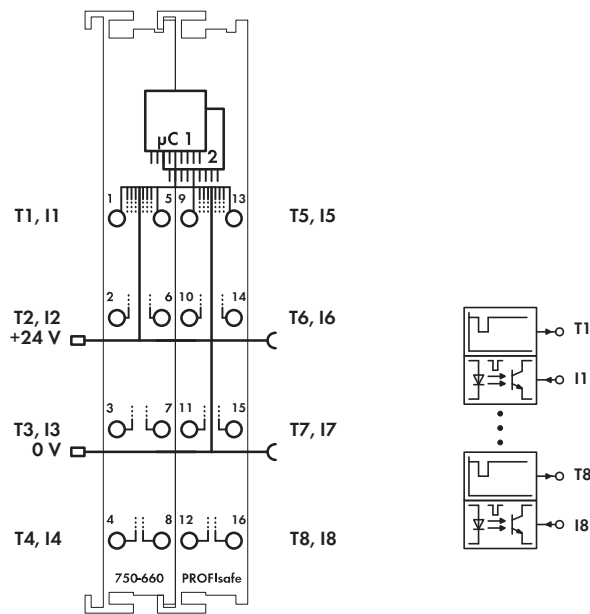 µC 1
2
1 5 9 13
T1, I1 T5, I5
2 6 10 14
T2, I2 T6, I6
+24 V
T1
I1
3 7 11 15
T3, I3 T7, I7
0 V
T8
I8
4 8 12 16
T4, I4 T8, I8
750-660 PROFIsafe